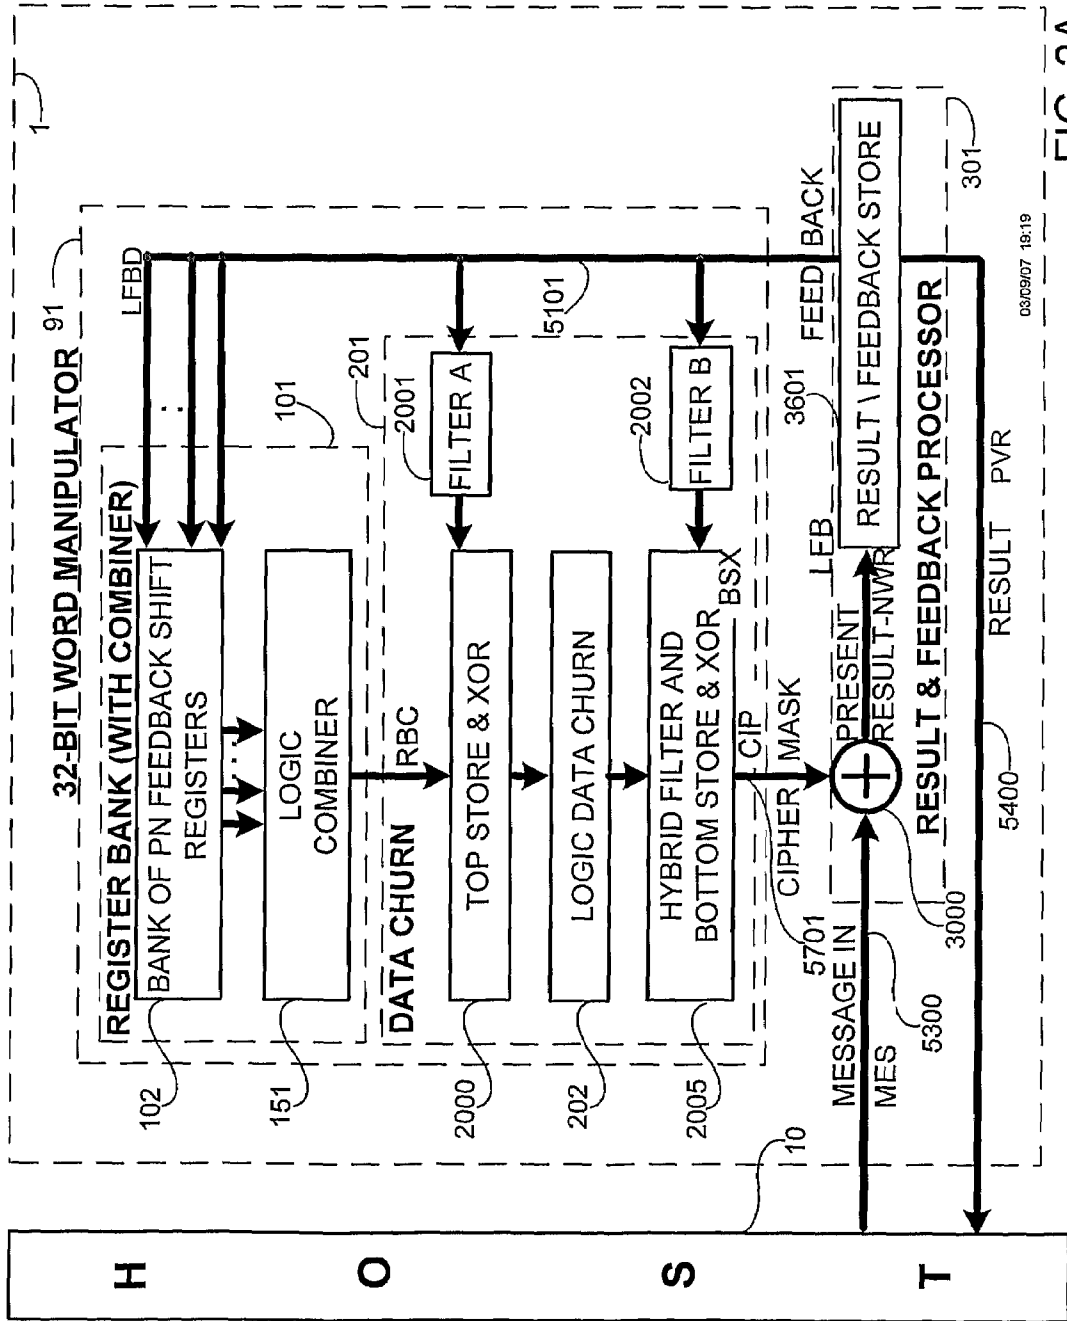 1
32-BIT WORD MANIPULATOR
91
REGISTER BANK (WITH COMBINER)
LFBD
BANK OF PN FEEDBACK SHIFT
REGISTERS
102
101
LOGIC
COMBINER
151
RBC
DATA CHURN
201
2001
FILTER A
TOP STORE & XOR
2000
LOGIC DATA CHURN
202
5101
2002
FILTER B
HYBRID FILTER AND
BOTTOM STORE & XOR
BSX
2005
CIP
CIPHER MASK
5701
FEED BACK
LEB
3601
RESULT \ FEEDBACK STORE
PRESENT
RESULT-NWR
RESULT & FEEDBACK PROCESSOR
301
3000
MESSAGE IN
MES
5300
10
RESULT PVR
5400
03/09/07 19:19
HOST